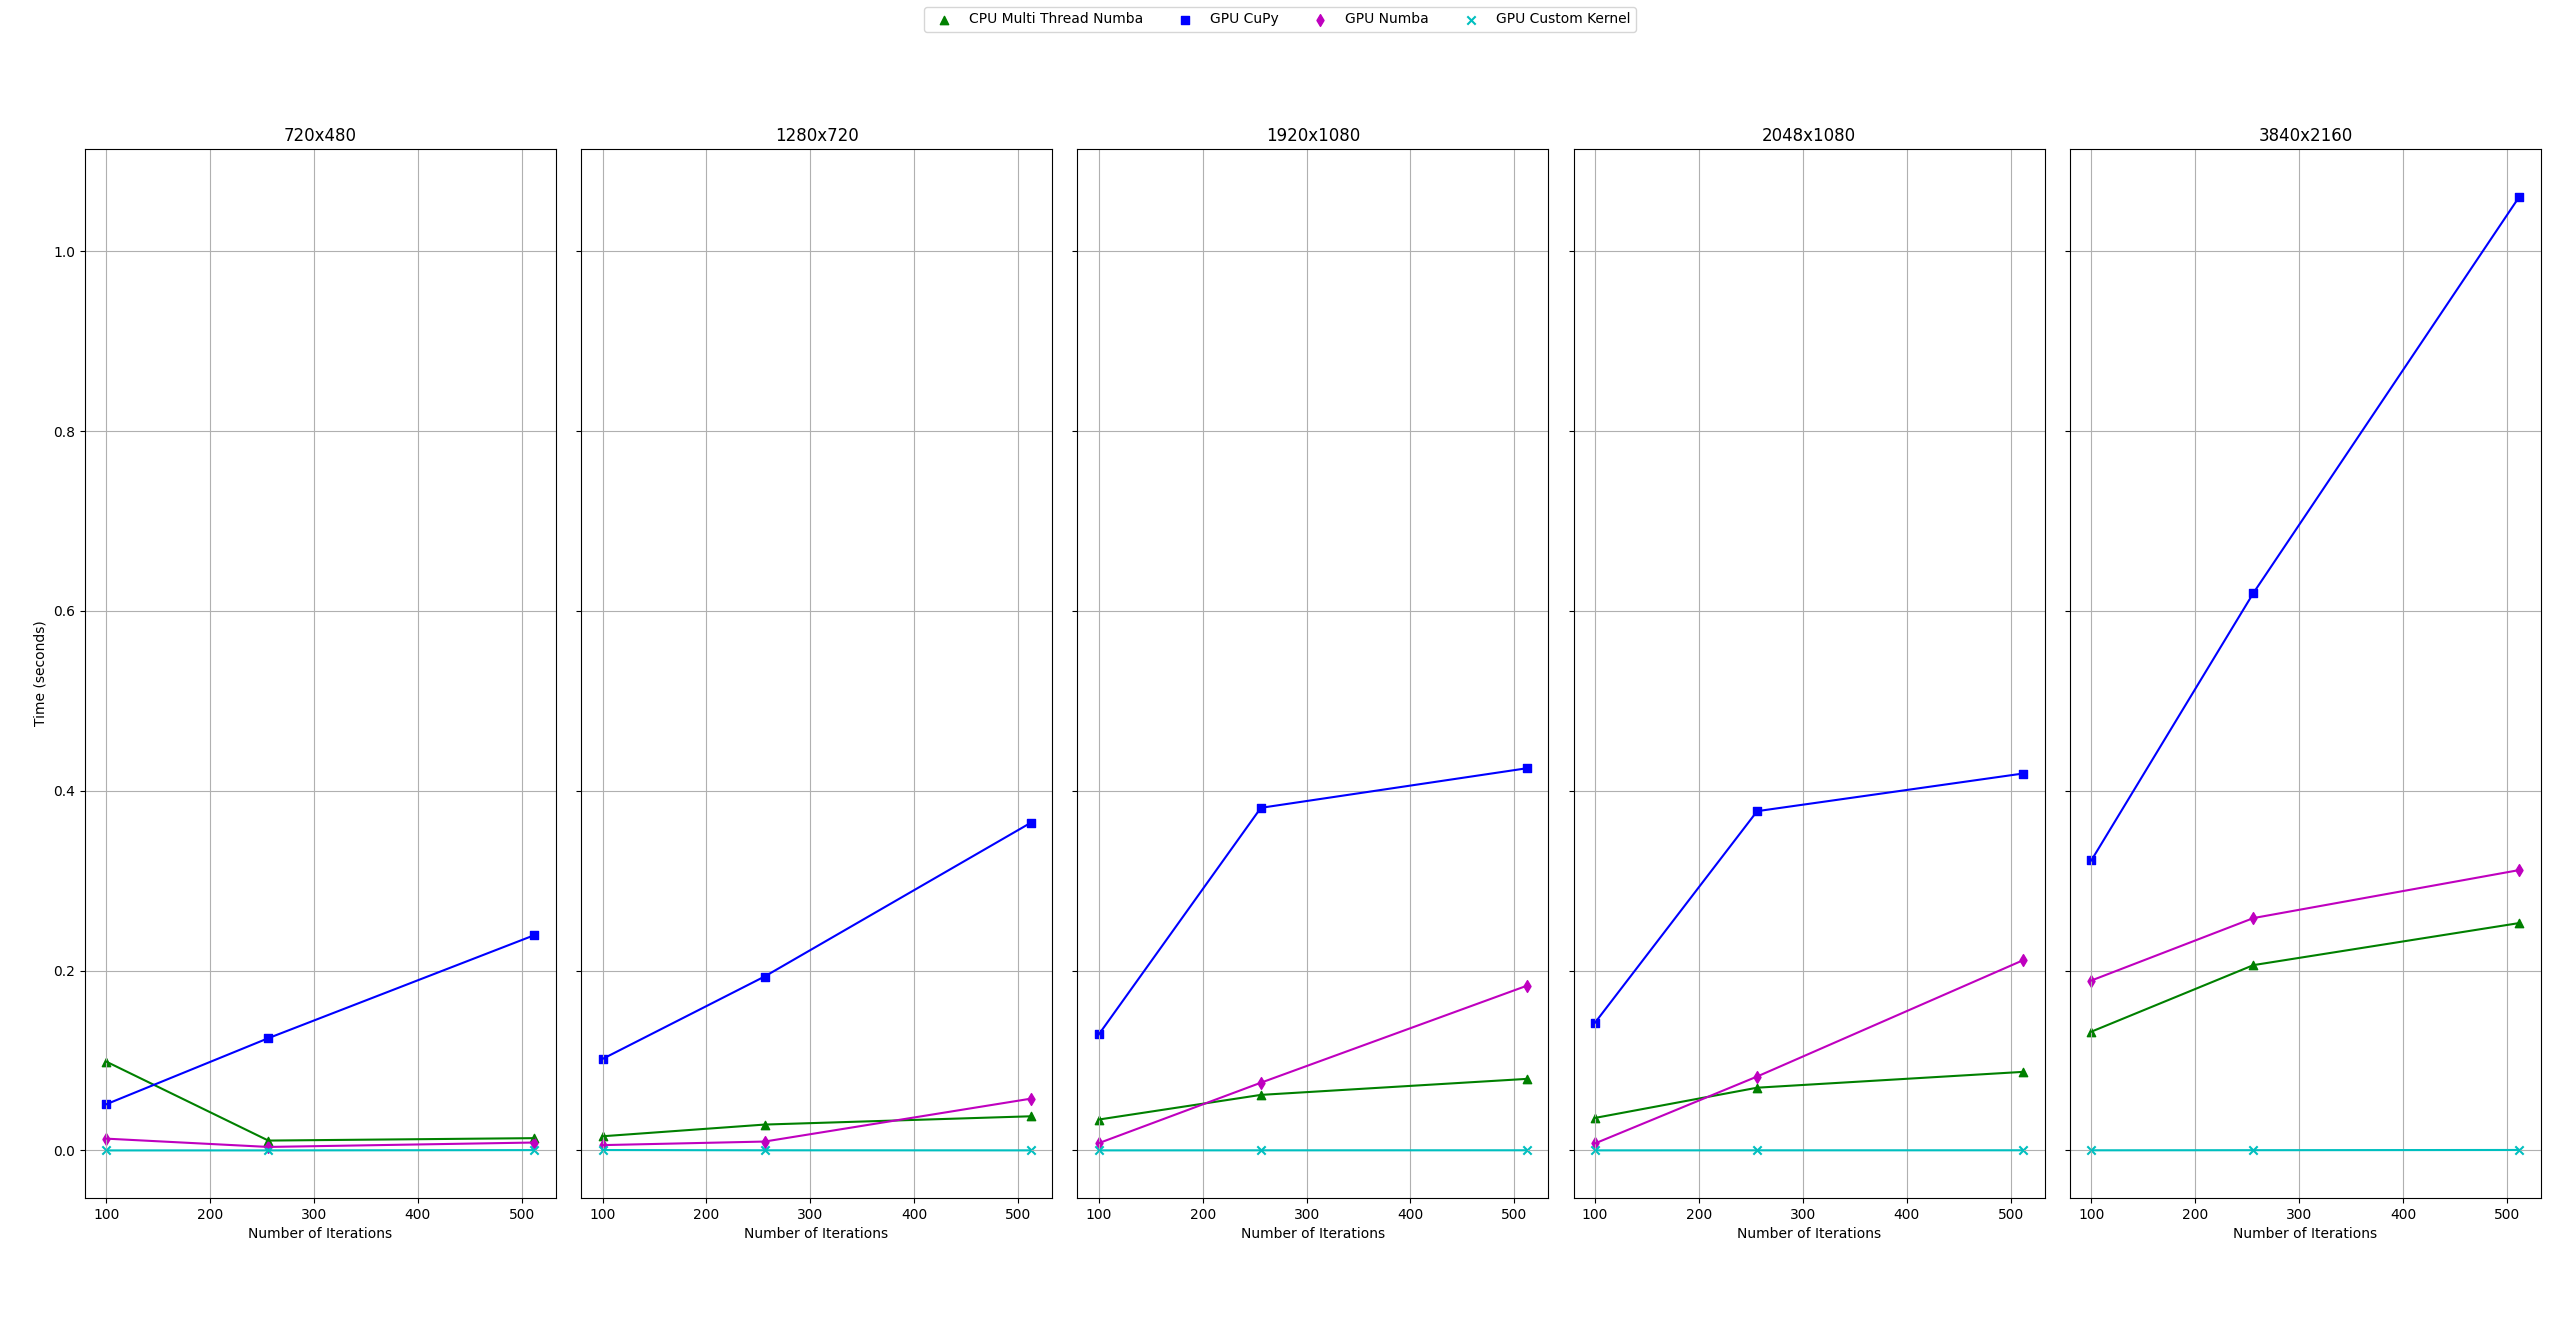 CPU Multi Thread Numba GPU CuPy GPU Numba GPU Custom Kernel
720x480 1280x720 1920x1080 2048x1080 3840x2160
1.0
0.8
0.6
Time (seconds)
0.4
0.2
0.0
100 200 300 400 500 100 200 300 400 500 100 200 300 400 500 100 200 300 400 500 100 200 300 400 500
Number of Iterations Number of Iterations Number of Iterations Number of Iterations Number of Iterations